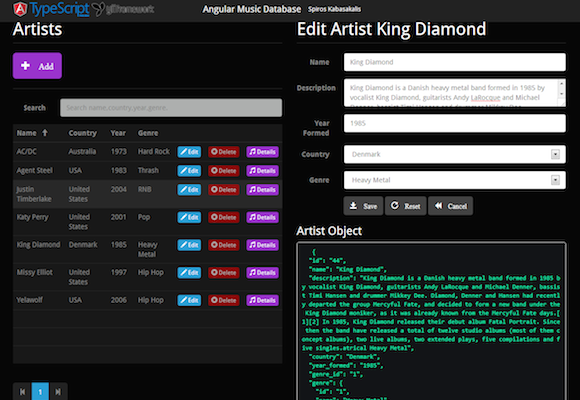 TypeScript
Angular Music Database Spiros Kabasakalis
Artists
Add
Search Search name,country,year,genre.
Name Country Year Genre
AC/DC Australia 1973 Hard Rock Edit Delete Details
Agent Steel USA 1983 Thrash Edit Delete Details
Justin Timberlake United States 2004 RNB Edit Delete Details
Katy Perry United States 2001 Pop Edit Delete Details
King Diamond Denmark 1985 Heavy Metal Edit Delete Details
Missy Elliot United States 1997 Hip Hop Edit Delete Details
Yelawolf USA 2006 Hip Hop Edit Delete Details
1
Edit Artist King Diamond
Name King Diamond
Description King Diamond is a Danish heavy metal band formed in 1985 by
vocalist King Diamond, guitarists Andy LaRocque and Michael
Year Formed 1985
Country Denmark
Genre Heavy Metal
Save Reset Cancel
Artist Object
{
"id": "44",
"name": "King Diamond",
"description": "King Diamond is a Danish heavy metal band formed in 1985 b
y vocalist King Diamond, guitarists Andy LaRocque and Michael Denner, bassis
t Timi Hansen and drummer Mikkey Dee. Diamond, Denner and Hansen had recentl
y departed the group Mercyful Fate, and decided to form a new band under the
King Diamond moniker, as it was already known from the Mercyful Fate days.[
1][2] In 1985, King Diamond released their debut album Fatal Portrait. Since
then the band have released a total of twelve studio albums (most of them c
oncept albums), two live albums, two extended plays, five compilations and f
ive singles.atrical Heavy Metal",
"country": "Denmark",
"year_formed": "1985",
"genre_id": "1",
"genre": {
"id": "1",